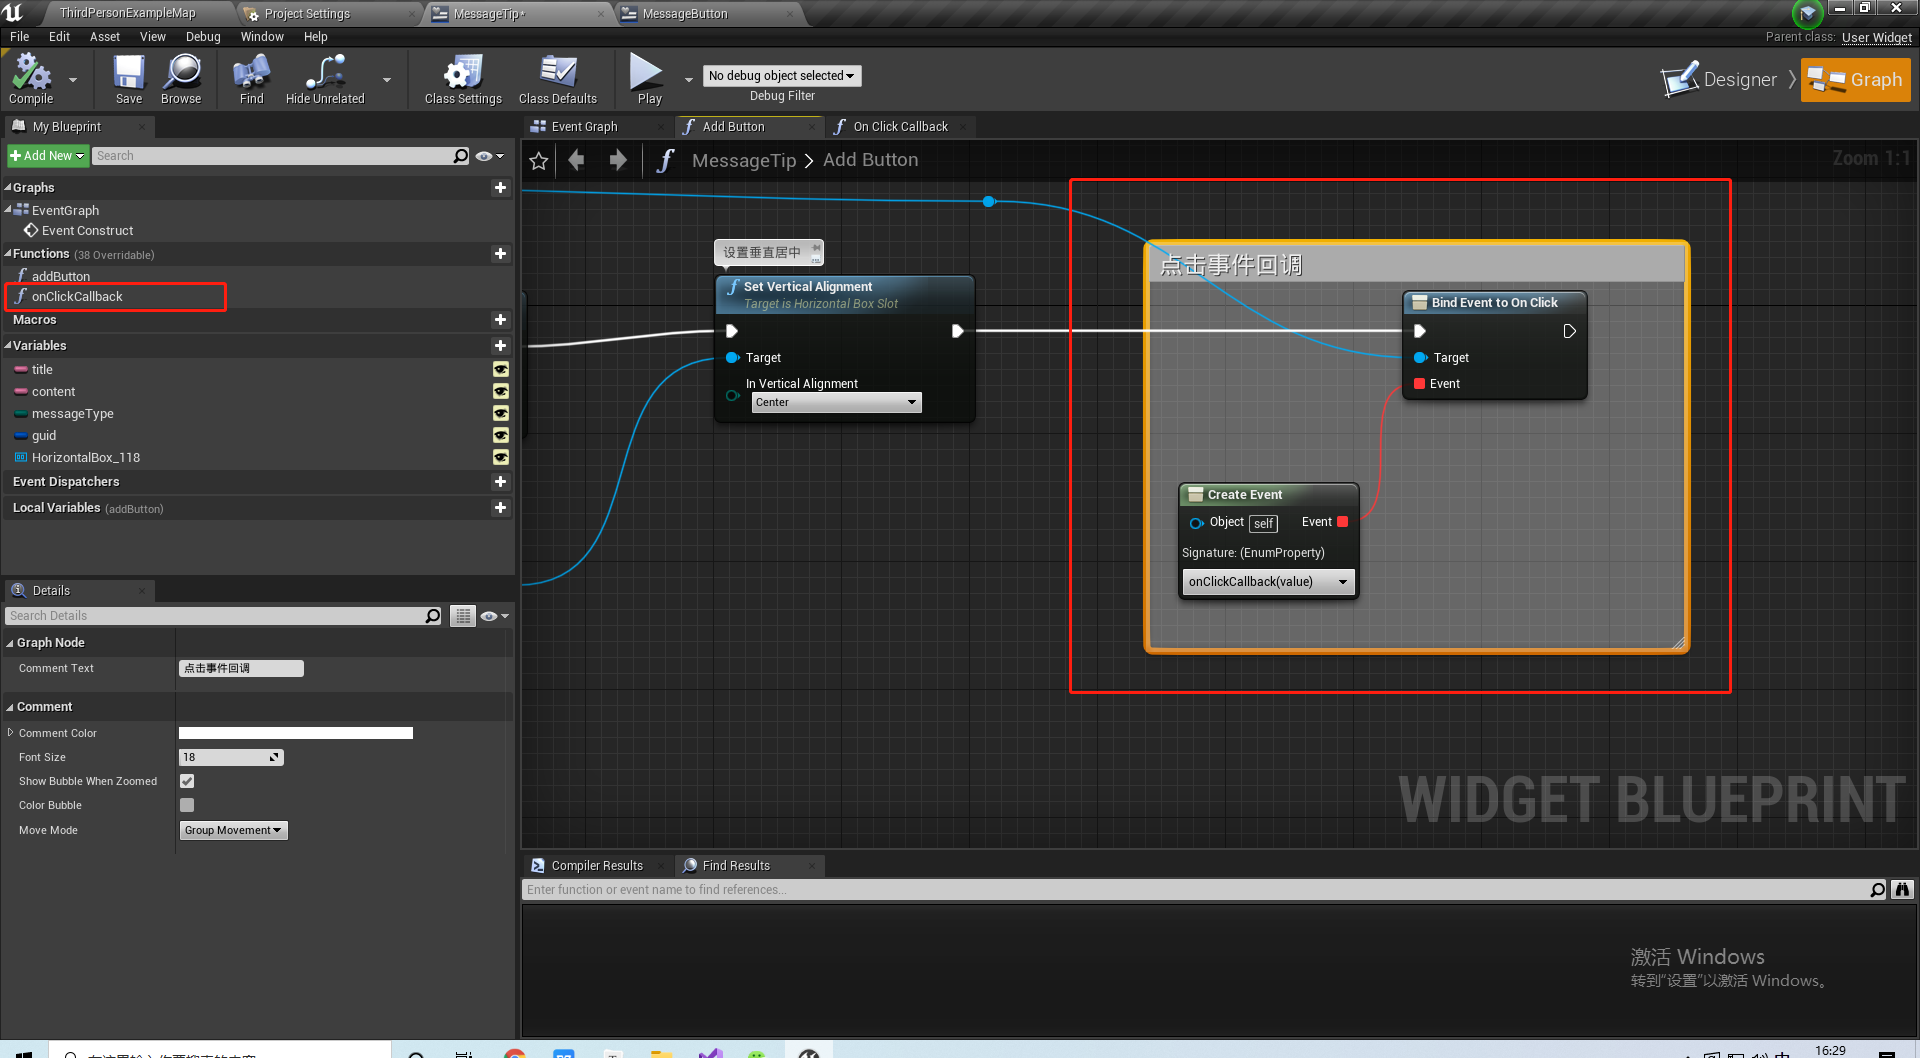 ThirdPersonExampleMap
Project Settings
MessageTip*
MessageButton
File Edit Asset View Debug Window Help
Parent class: User Widget
Compile
Save
Browse
Find
Hide Unrelated
Class Settings
Class Defaults
Play
No debug object selected
Debug Filter
Designer
Graph
My Blueprint
Add New
Search
Graphs
EventGraph
Event Construct
Functions (38 Overridable)
addButton
onClickCallback
Macros
Variables
title
content
messageType
guid
HorizontalBox_118
Event Dispatchers
Local Variables (addButton)
Details
Search Details
Graph Node
Comment Text 点击事件回调
Comment
Comment Color
Font Size 18
Show Bubble When Zoomed
Color Bubble
Move Mode Group Movement
Event Graph
Add Button
On Click Callback
MessageTip > Add Button
Zoom 1:1
设置垂直居中
Set Vertical Alignment
Target is Horizontal Box Slot
Target
In Vertical Alignment
Center
点击事件回调
Bind Event to On Click
Target
Event
Create Event
Object self Event
Signature: (EnumProperty)
onClickCallback(value)
WIDGET BLUEPRINT
Compiler Results
Find Results
Enter function or event name to find references...
激活 Windows
转到“设置”以激活 Windows。
16:29